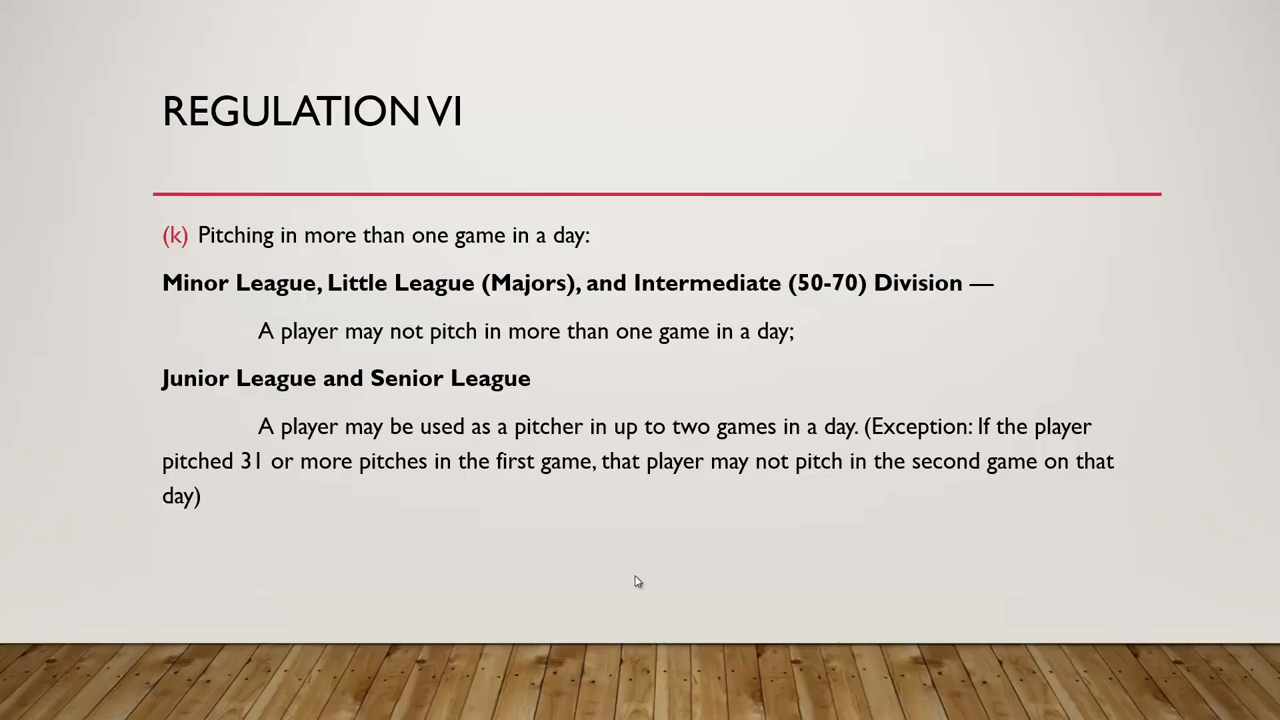 REGULATION VI
(k) Pitching in more than one game in a day:
Minor League, Little League (Majors), and Intermediate (50-70) Division —
A player may not pitch in more than one game in a day;
Junior League and Senior League
A player may be used as a pitcher in up to two games in a day. (Exception: If the player
pitched 31 or more pitches in the first game, that player may not pitch in the second game on that
day)